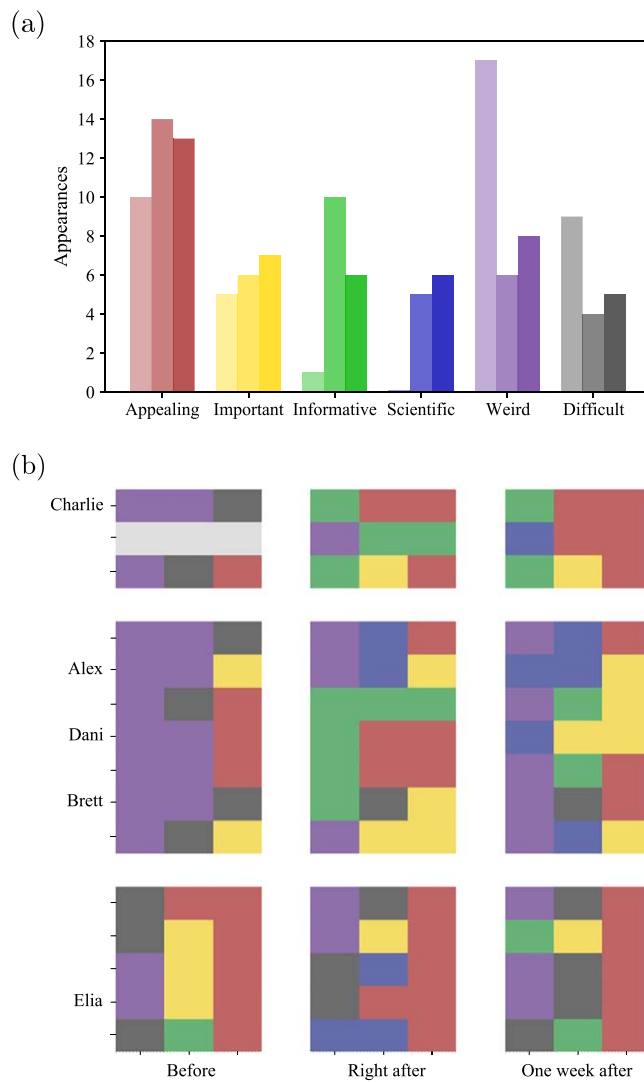 (a)
18
16
14
12
10
8
6
4
2
0
Appearances
Appealing Important Informative Scientific Weird Difficult
(b)
Charlie
Alex
Dani
Brett
Elia
Before Right after One week after